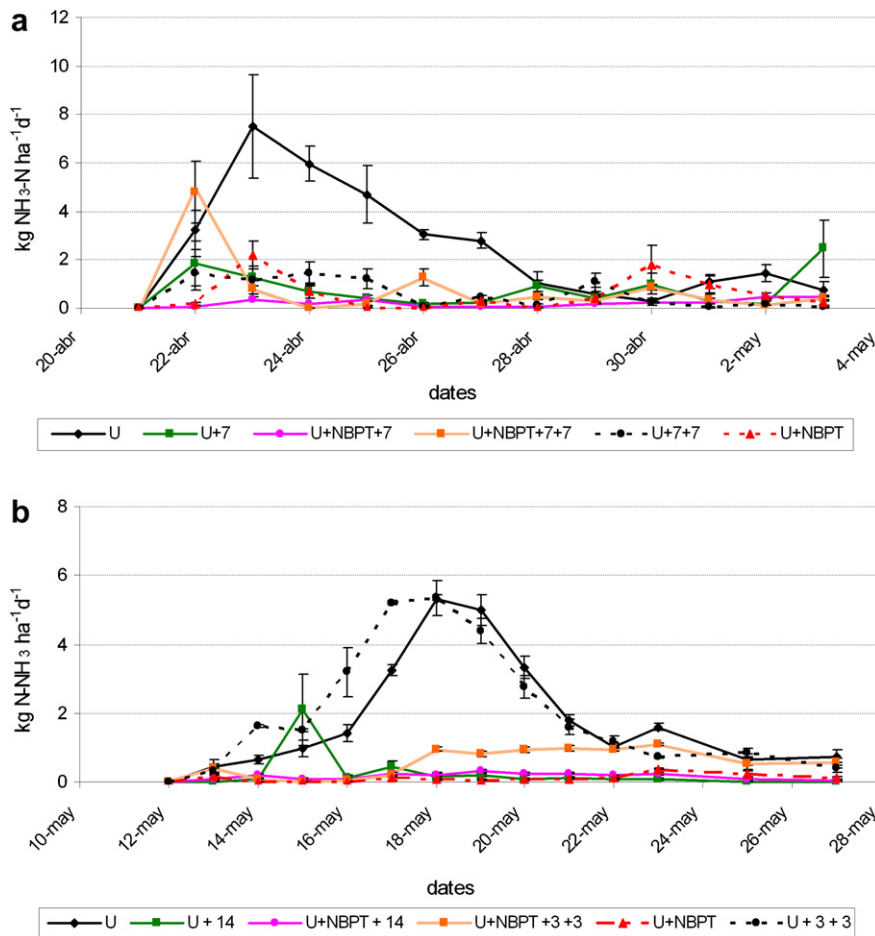 a
12
10
8
6
4
2
0
kg NH3-N ha-1d-1
20-abr
22-abr
24-abr
26-abr
28-abr
30-abr
2-may
4-may
dates
U U+7 U+NBPT+7 U+NBPT+7+7 U+7+7 U+NBPT
b
8
6
4
2
0
kg N-NH3 ha-1d-1
10-may
12-may
14-may
16-may
18-may
20-may
22-may
24-may
26-may
28-may
dates
U U + 14 U+NBPT + 14 U+NBPT +3 +3 U+NBPT U + 3 + 3